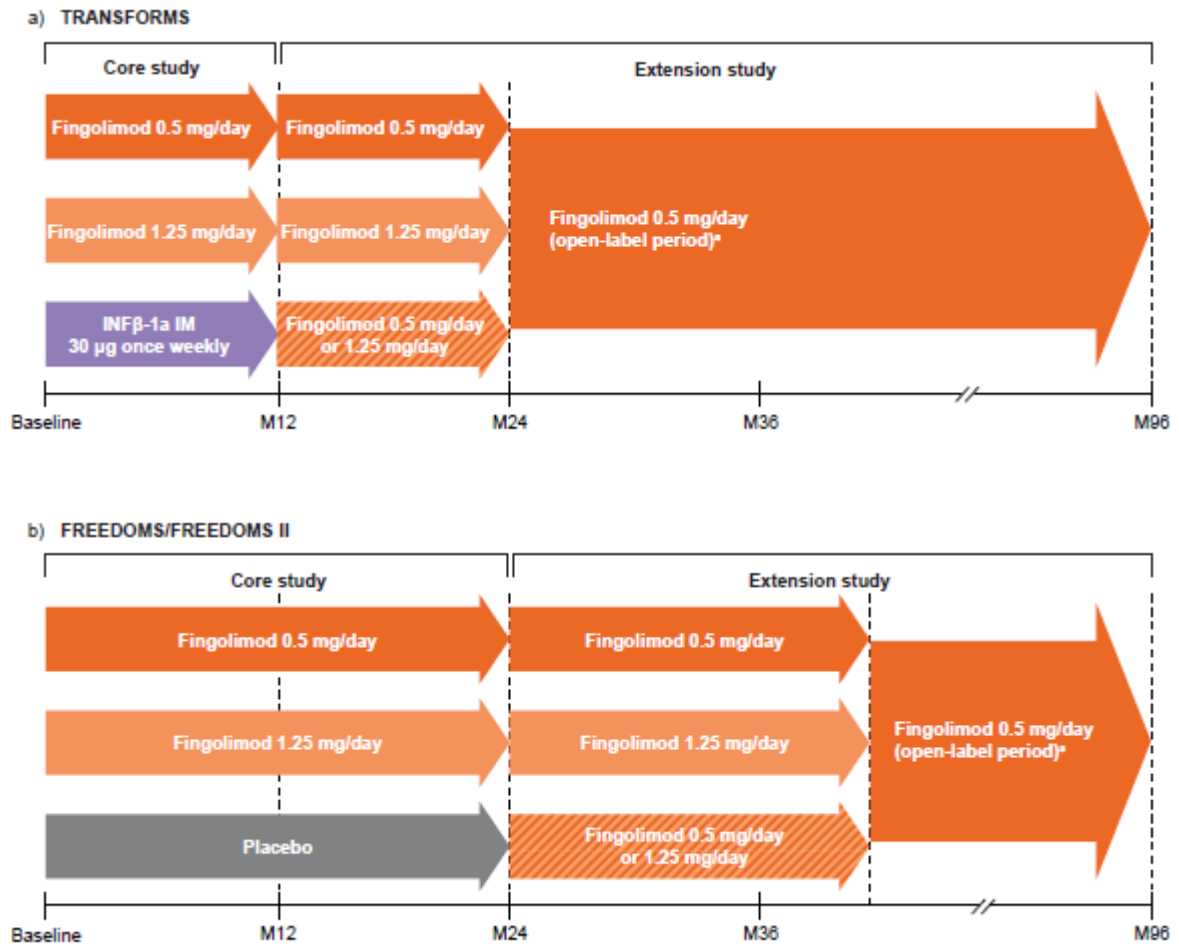 a) TRANSFORMS
Core study
Extension study
Fingolimod 0.5 mg/day
Fingolimod 0.5 mg/day
Fingolimod 1.25 mg/day
Fingolimod 1.25 mg/day
Fingolimod 0.5 mg/day
(open-label period)ᵃ
INFβ-1a IM
30 µg once weekly
Fingolimod 0.5 mg/day
or 1.25 mg/day
Baseline
M12
M24
M36
M96
b) FREEDOMS/FREEDOMS II
Core study
Extension study
Fingolimod 0.5 mg/day
Fingolimod 0.5 mg/day
Fingolimod 1.25 mg/day
Fingolimod 1.25 mg/day
Fingolimod 0.5 mg/day
(open-label period)ᵃ
Placebo
Fingolimod 0.5 mg/day
or 1.25 mg/day
Baseline
M12
M24
M36
M96